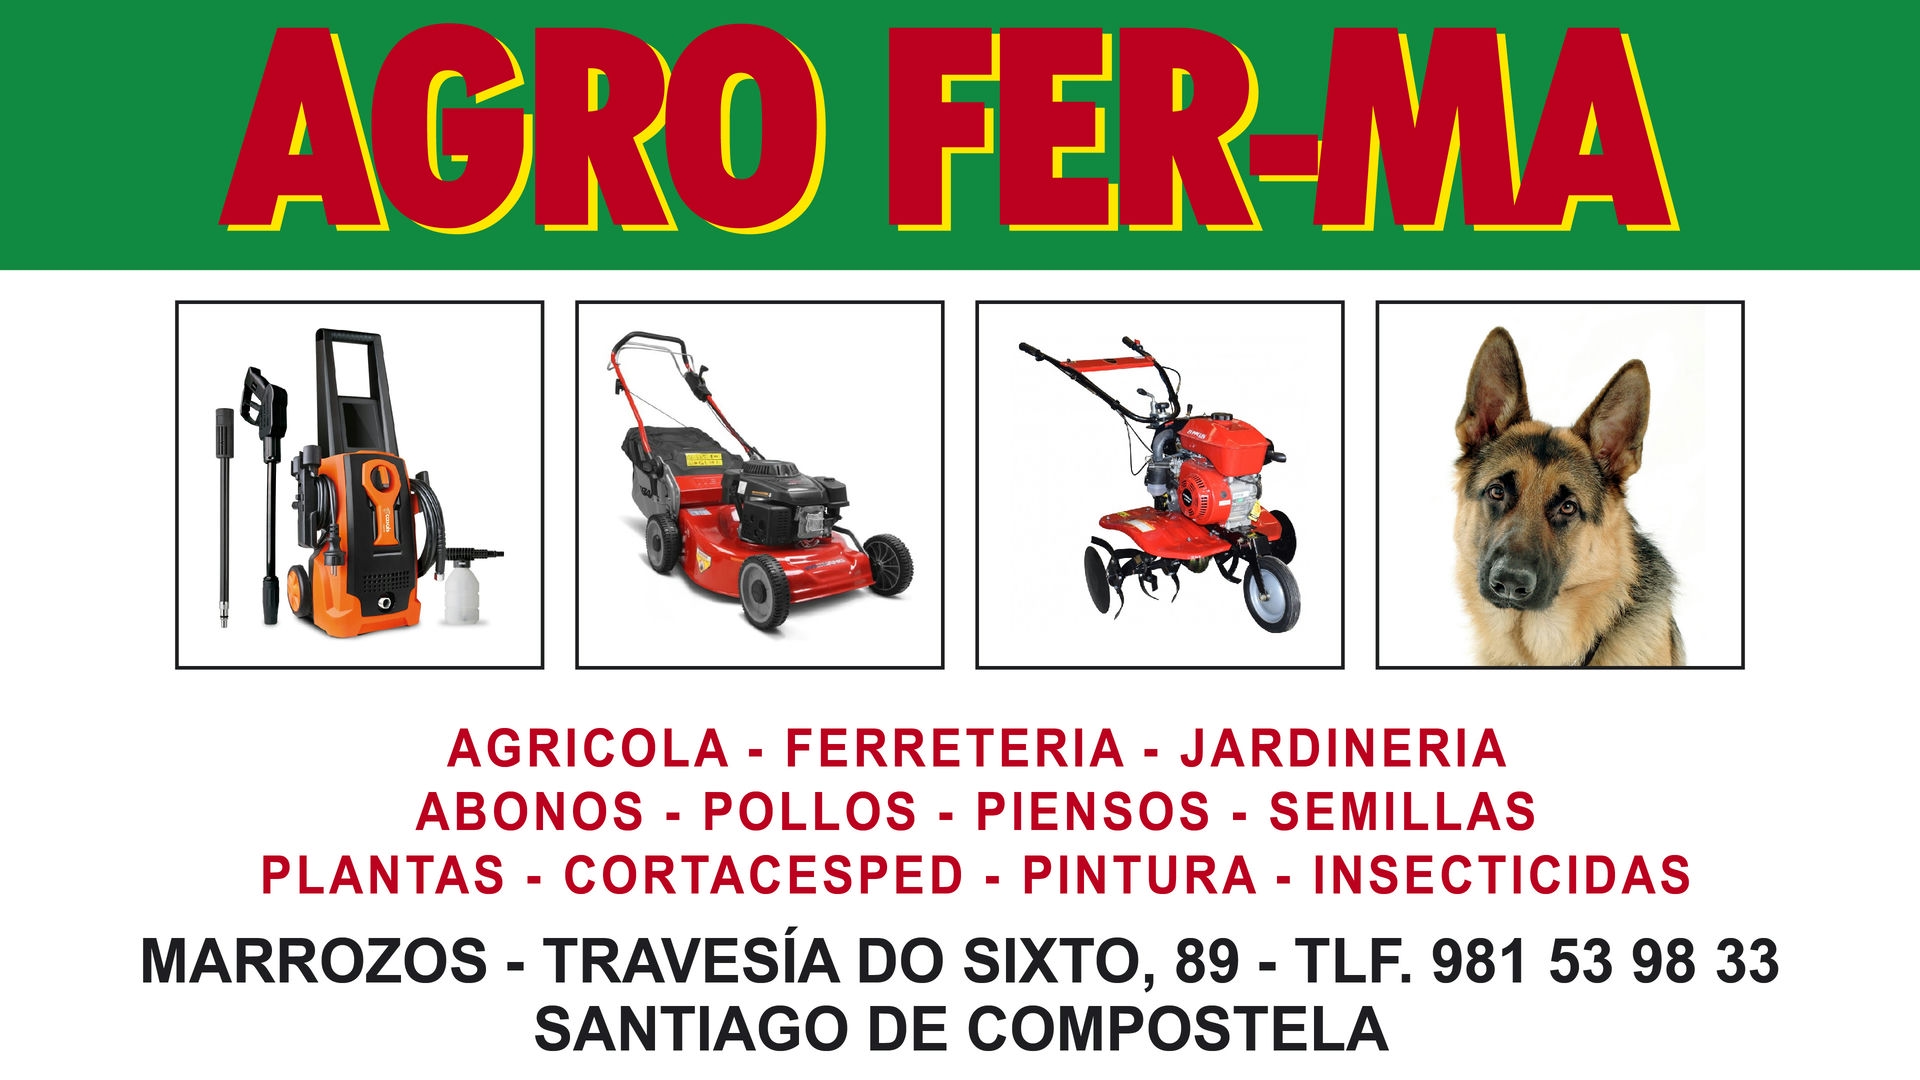 AGRO FER-MA
AGRICOLA - FERRETERIA - JARDINERIA
ABONOS - POLLOS - PIENSOS - SEMILLAS
PLANTAS - CORTACESPED - PINTURA - INSECTICIDAS
MARROZOS - TRAVESÍA DO SIXTO, 89 - TLF. 981 53 98 33
SANTIAGO DE COMPOSTELA